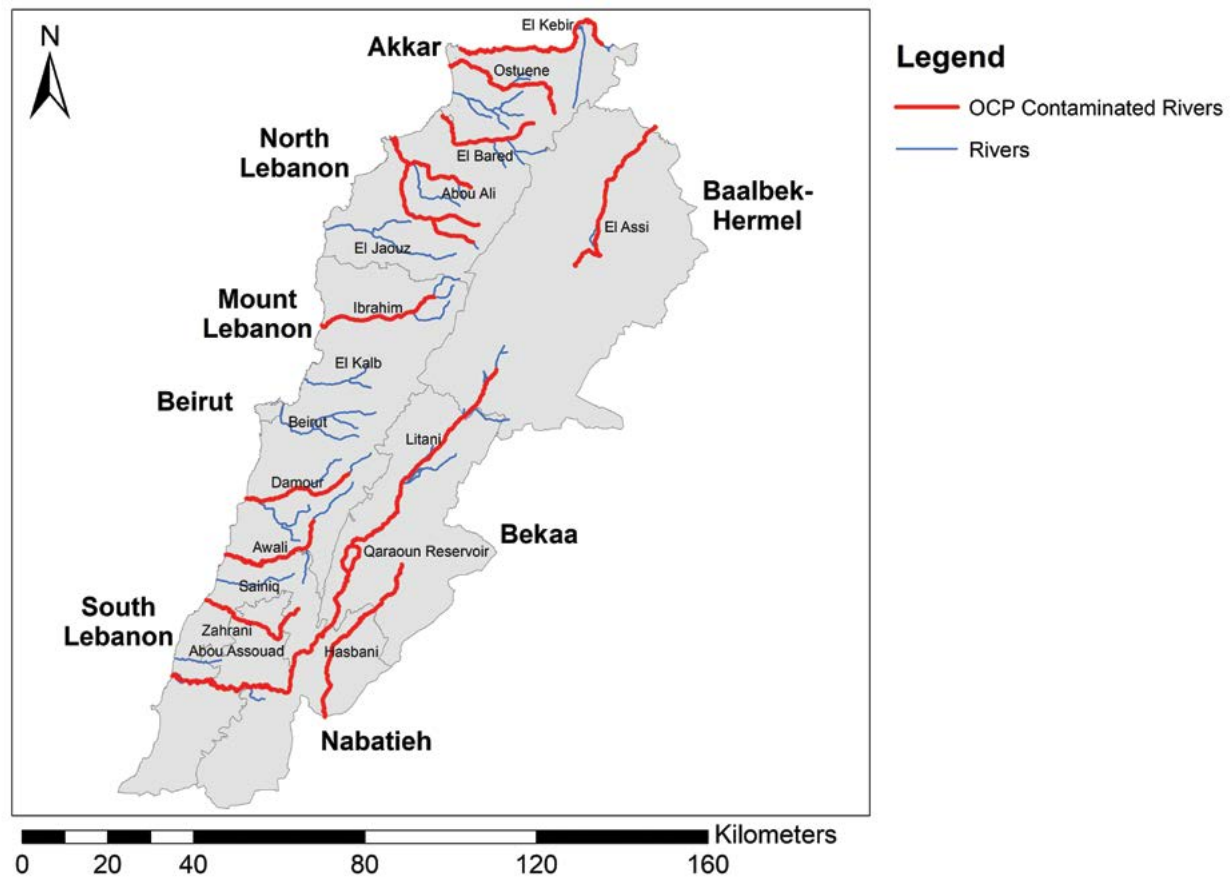 N
El Kebir
Akkar
Ostuene
North
Lebanon
El Bared
Abou Ali
El Jaouz
Baalbek-
Hermel
El Assi
Mount
Lebanon
Ibrahim
El Kalb
Beirut
Beirut
Litani
Damour
Awali
Qaraoun Reservoir
Bekaa
Sainiq
South
Lebanon
Zahrani
Abou Assouad
Hasbani
Nabatieh
Legend
OCP Contaminated Rivers
Rivers
Kilometers
0 20 40 80 120 160